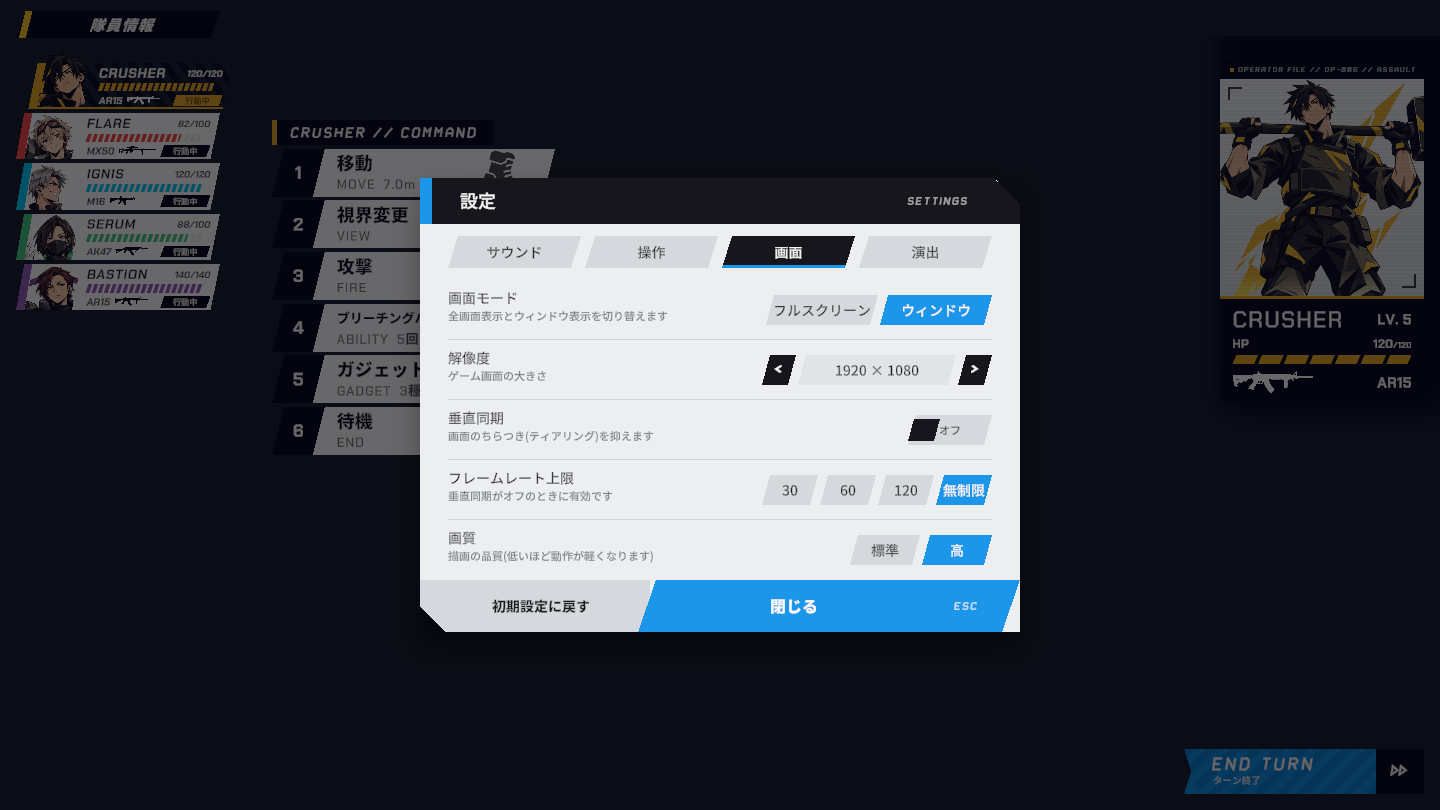 隊員情報
CRUSHER 120/120
AR15 行動中
FLARE 82/100
MX50 行動中
IGNIS 120/120
M16 行動中
SERUM 88/100
AK47 行動中
BASTION 140/140
AR15 行動中
CRUSHER // COMMAND
1 移動
MOVE 7.0m
2 視界変更
VIEW
3 攻撃
FIRE
4 ブリーチング
ABILITY 5回
5 ガジェット
GADGET 3種
6 待機
END
設定 SETTINGS
サウンド 操作 画面 演出
画面モード
全画面表示とウィンドウ表示を切り替えます
フルスクリーン ウィンドウ
解像度
ゲーム画面の大きさ
< 1920 × 1080 >
垂直同期
画面のちらつき(ティアリング)を抑えます
オフ
フレームレート上限
垂直同期がオフのときに有効です
30 60 120 無制限
画質
描画の品質(低いほど動作が軽くなります)
標準 高
初期設定に戻す 閉じる ESC
OPERATOR FILE // OP-006 // ASSAULT
CRUSHER LV. 5
HP 120/120
AR15
END TURN
ターン終了